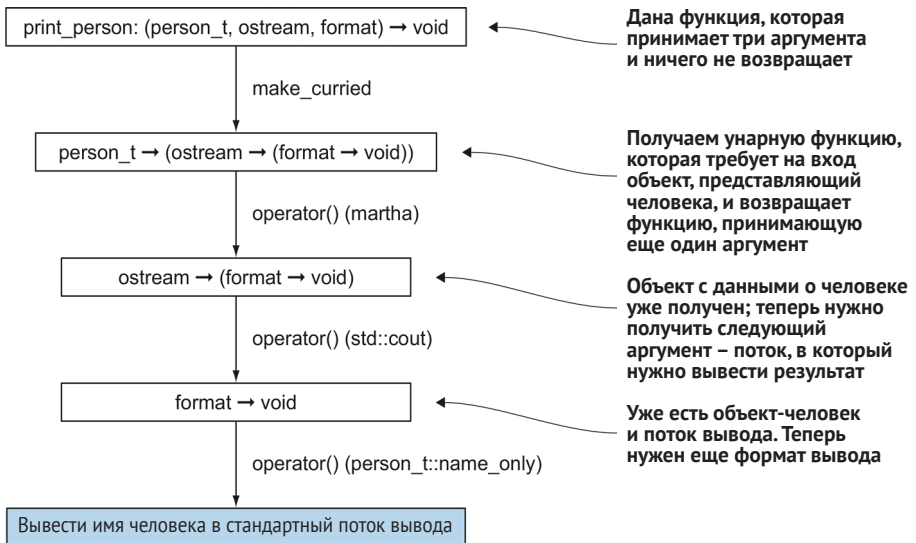 print_person: (person_t, ostream, format) → void
Дана функция, которая
принимает три аргумента
и ничего не возвращает
make_curried
person_t → (ostream → (format → void))
Получаем унарную функцию,
которая требует на вход
объект, представляющий
человека, и возвращает
функцию, принимающую
еще один аргумент
operator() (martha)
ostream → (format → void)
Объект с данными о человеке
уже получен; теперь нужно
получить следующий
аргумент – поток, в который
нужно вывести результат
operator() (std::cout)
format → void
Уже есть объект-человек
и поток вывода. Теперь
нужен еще формат вывода
operator() (person_t::name_only)
Вывести имя человека в стандартный поток вывода